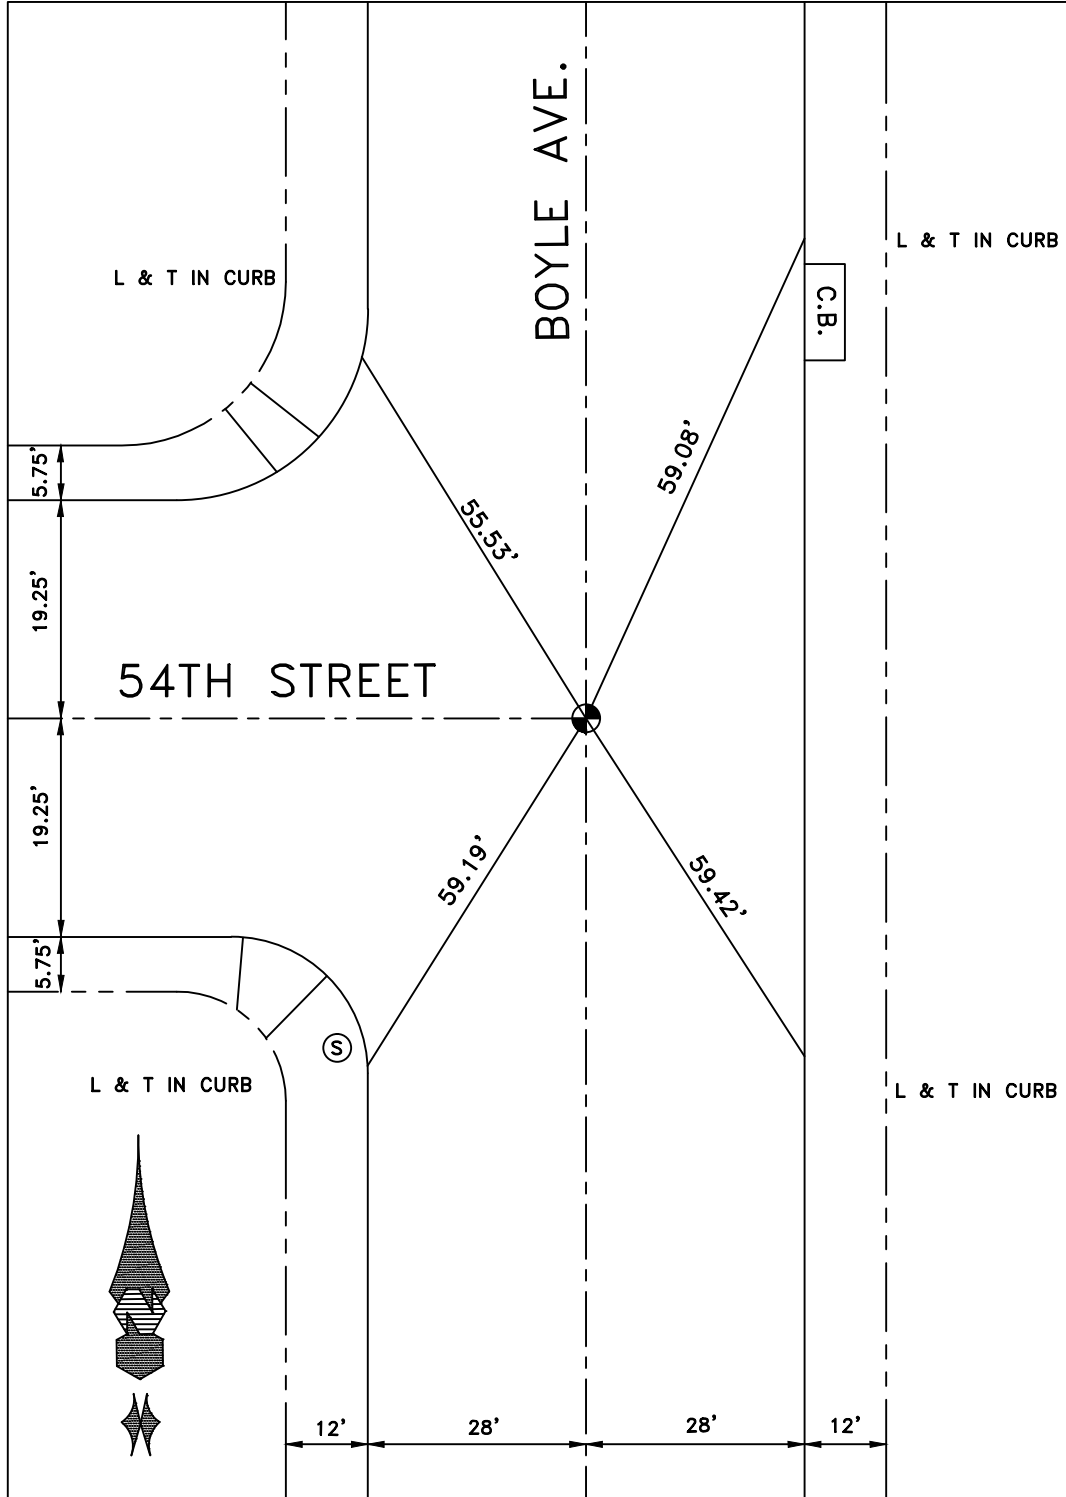 BOYLE AVE.
L & T IN CURB
L & T IN CURB
C.B.
59.08'
5.75'
55.53'
19.25'
54TH STREET
19.25'
59.19'
59.42'
5.75'
S
L & T IN CURB
L & T IN CURB
N
12'
28'
28'
12'